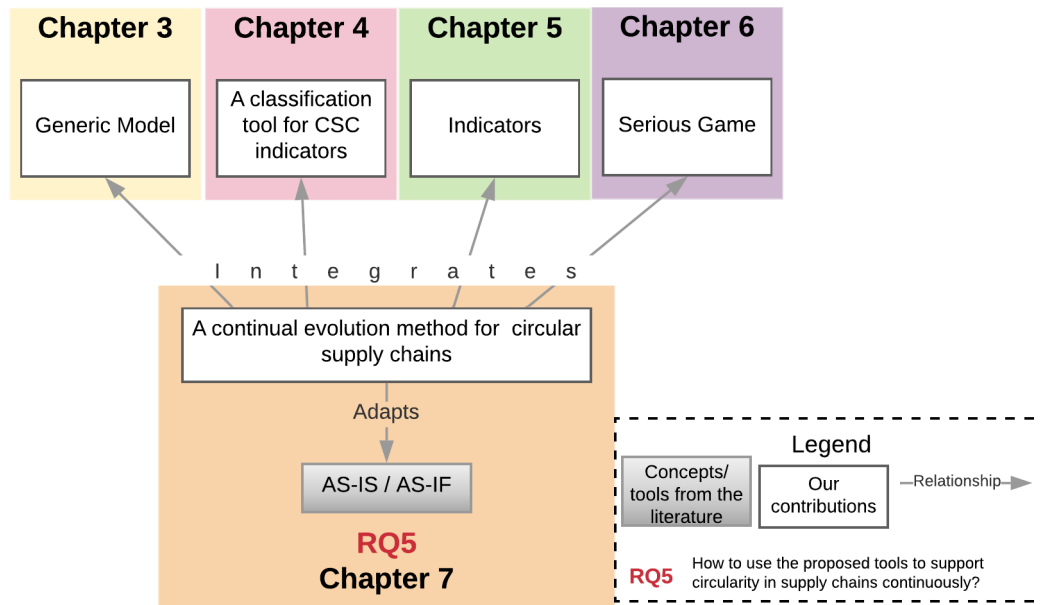 Chapter 3
Chapter 4
Chapter 5
Chapter 6
Generic Model
A classification
tool for CSC
indicators
Indicators
Serious Game
I n t e g r a t e s
A continual evolution method for circular
supply chains
Adapts
AS-IS / AS-IF
RQ5
Chapter 7
Legend
Concepts/
tools from the
literature
Our
contributions
Relationship
RQ5
How to use the proposed tools to support
circularity in supply chains continuously?